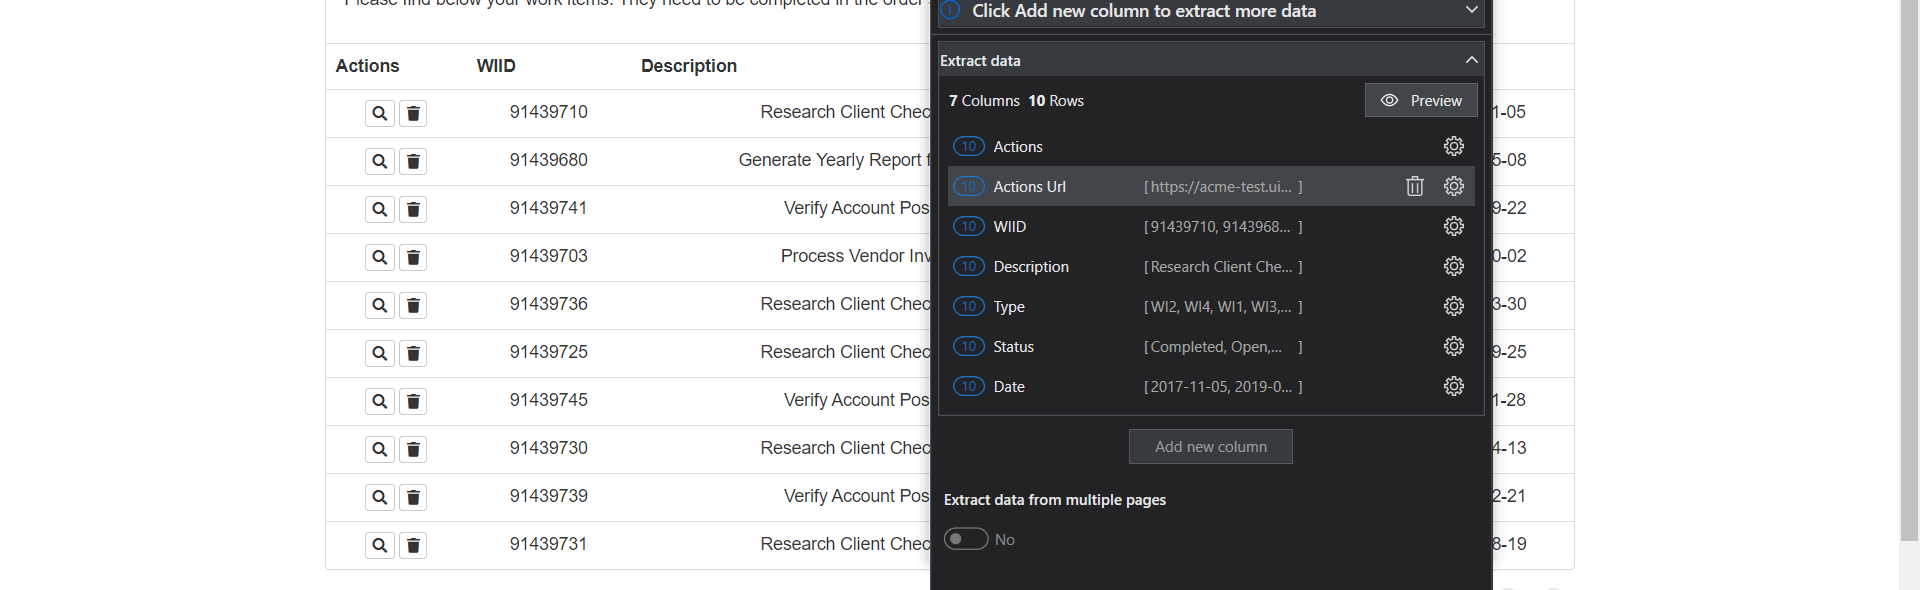 Please find below your work items. They need to be completed in the order
Click Add new column to extract more data
Extract data
Actions WIID Description
7 Columns 10 Rows Preview
91439710 Research Client Chec 1-05
10 Actions
91439680 Generate Yearly Report f 5-08
10 Actions Url [ https://acme-test.ui... ]
91439741 Verify Account Pos 9-22
10 WIID [ 91439710, 9143968... ]
91439703 Process Vendor Inv 0-02
10 Description [ Research Client Che... ]
91439736 Research Client Chec 3-30
10 Type [ WI2, WI4, WI1, WI3,... ]
91439725 Research Client Chec 9-25
10 Status [ Completed, Open,... ]
91439745 Verify Account Pos 1-28
10 Date [ 2017-11-05, 2019-0... ]
91439730 Research Client Chec 4-13
Add new column
91439739 Verify Account Pos 2-21
Extract data from multiple pages
91439731 Research Client Chec 8-19
No